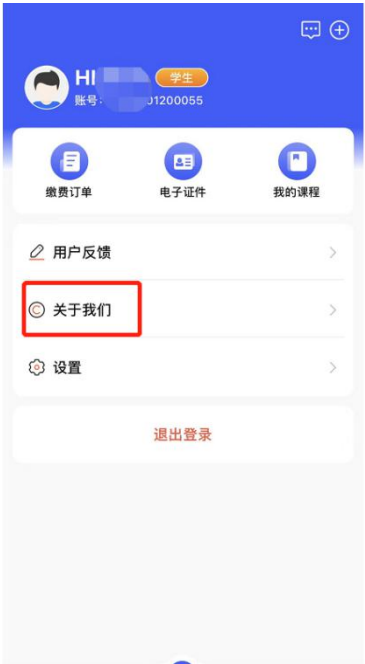 HI
学生
账号:
01200055
缴费订单
电子证件
我的课程
用户反馈
关于我们
设置
退出登录